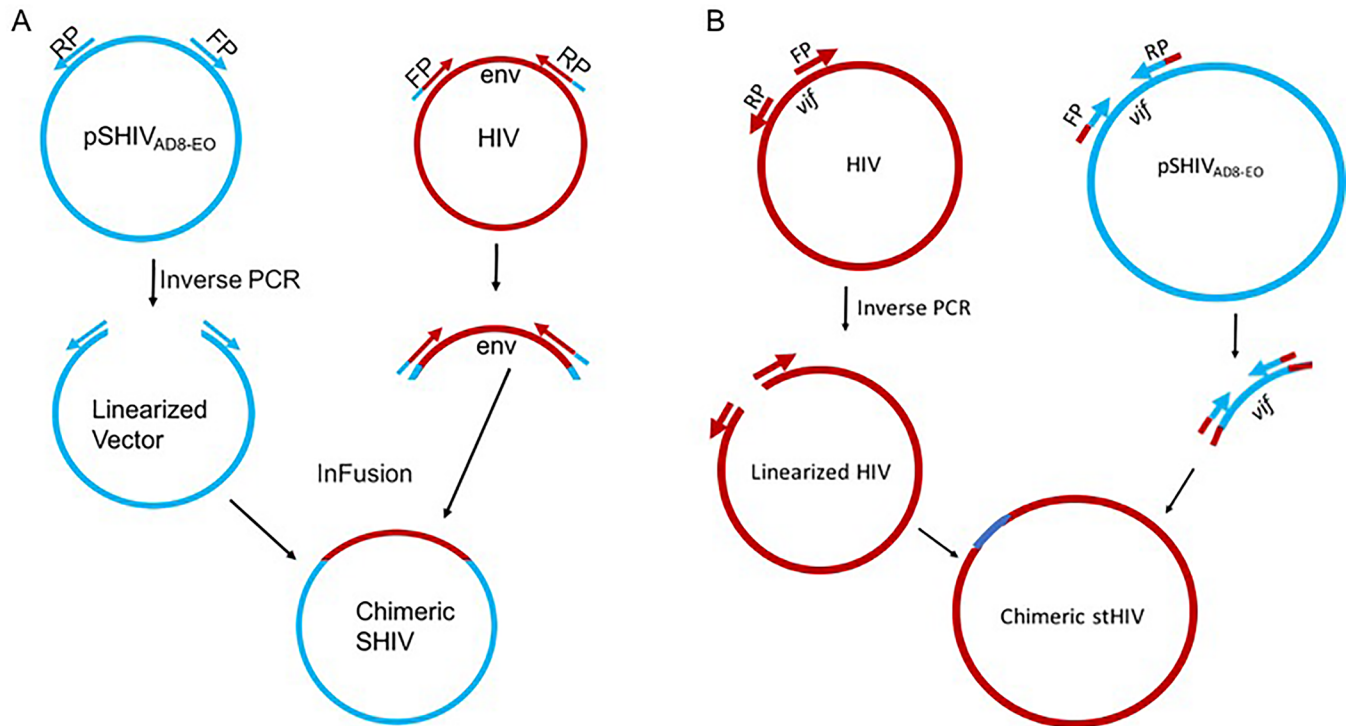 A
RP
FP
pSHIVAD8-EO
Inverse PCR
Linearized
Vector
FP
env
RP
HIV
env
InFusion
Chimeric
SHIV
B
FP
RP
vif
HIV
Inverse PCR
Linearized HIV
RP
FP
vif
pSHIVAD8-EO
vif
Chimeric stHIV